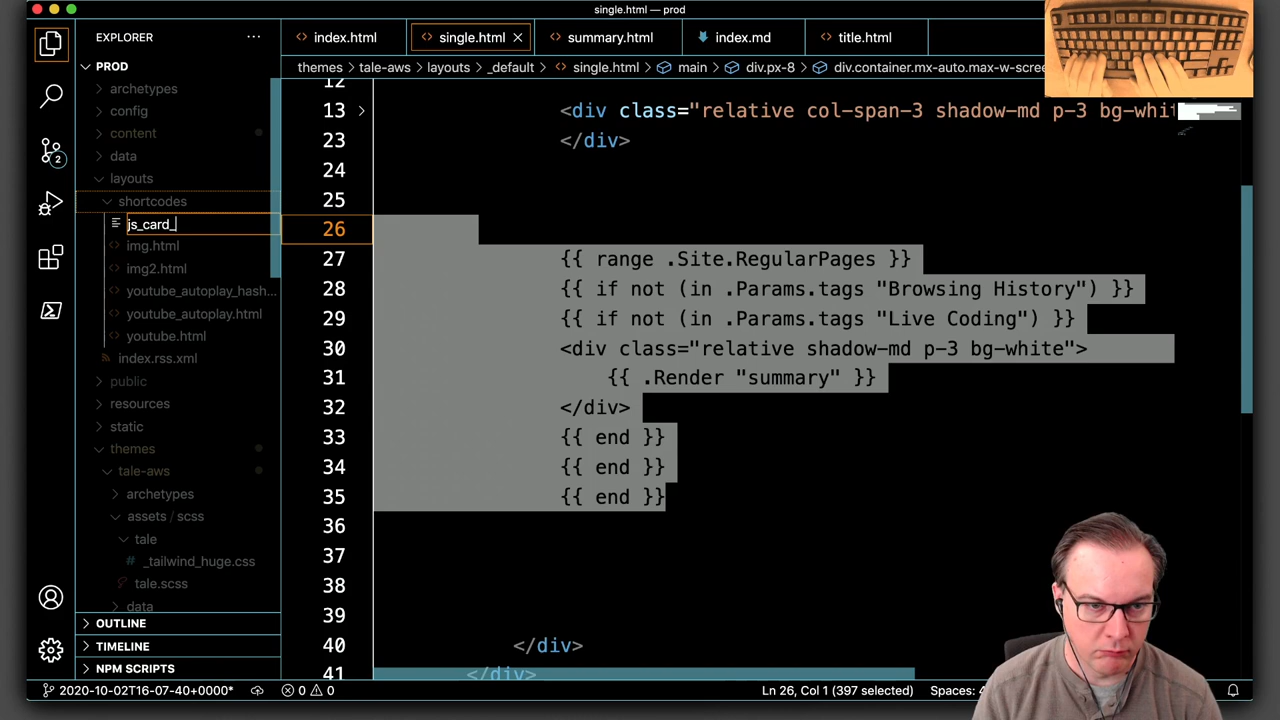 single.html — prod
EXPLORER
index.html
single.html
summary.html
index.md
title.html
PROD
themes > tale-aws > layouts > _default > single.html > main > div.px-8 > div.container.mx-auto.max-w-scree
archetypes
config
content
data
layouts
shortcodes
js_card_
img.html
img2.html
youtube_autoplay_hash...
youtube_autoplay.html
youtube.html
index.rss.xml
public
resources
static
themes
tale-aws
archetypes
assets / scss
tale
_tailwind_huge.css
tale.scss
data
OUTLINE
TIMELINE
NPM SCRIPTS
2
12
13 <div class="relative col-span-3 shadow-md p-3 bg-whit
23 </div>
24
25
26
27 {{ range .Site.RegularPages }}
28 {{ if not (in .Params.tags "Browsing History") }}
29 {{ if not (in .Params.tags "Live Coding") }}
30 <div class="relative shadow-md p-3 bg-white">
31 {{ .Render "summary" }}
32 </div>
33 {{ end }}
34 {{ end }}
35 {{ end }}
36
37
38
39
40 </div>
41 </div>
2020-10-02T16-07-40+0000*
0
0
Ln 26, Col 1 (397 selected)
Spaces: